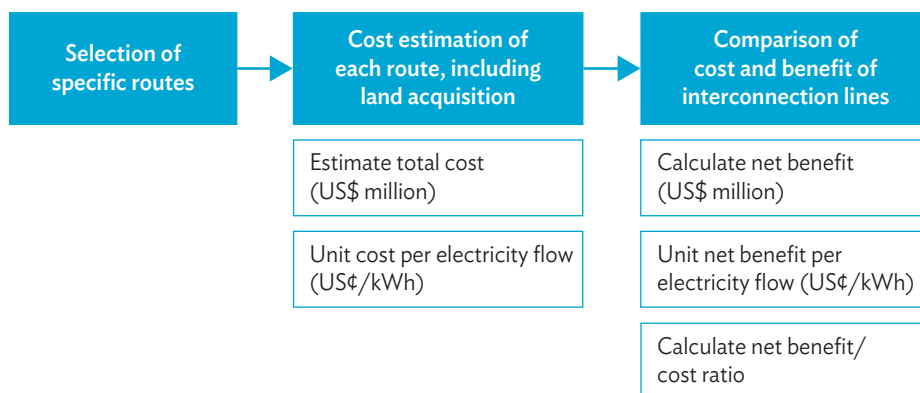 Selection of
specific routes
Cost estimation of
each route, including
land acquisition
Estimate total cost
(US$ million)
Unit cost per electricity flow
(US¢/kWh)
Comparison of
cost and benefit of
interconnection lines
Calculate net benefit
(US$ million)
Unit net benefit per
electricity flow (US¢/kWh)
Calculate net benefit/
cost ratio